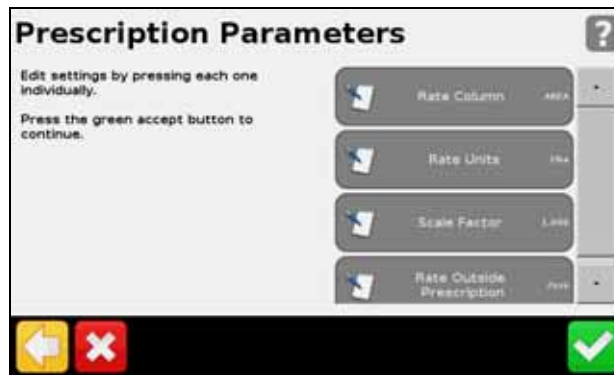 Prescription Parameters
?
Edit settings by pressing each one
individually.
Press the green accept button to
continue.
Rate Column AREA
Rate Units
Scale Factor
Rate Outside
Prescription